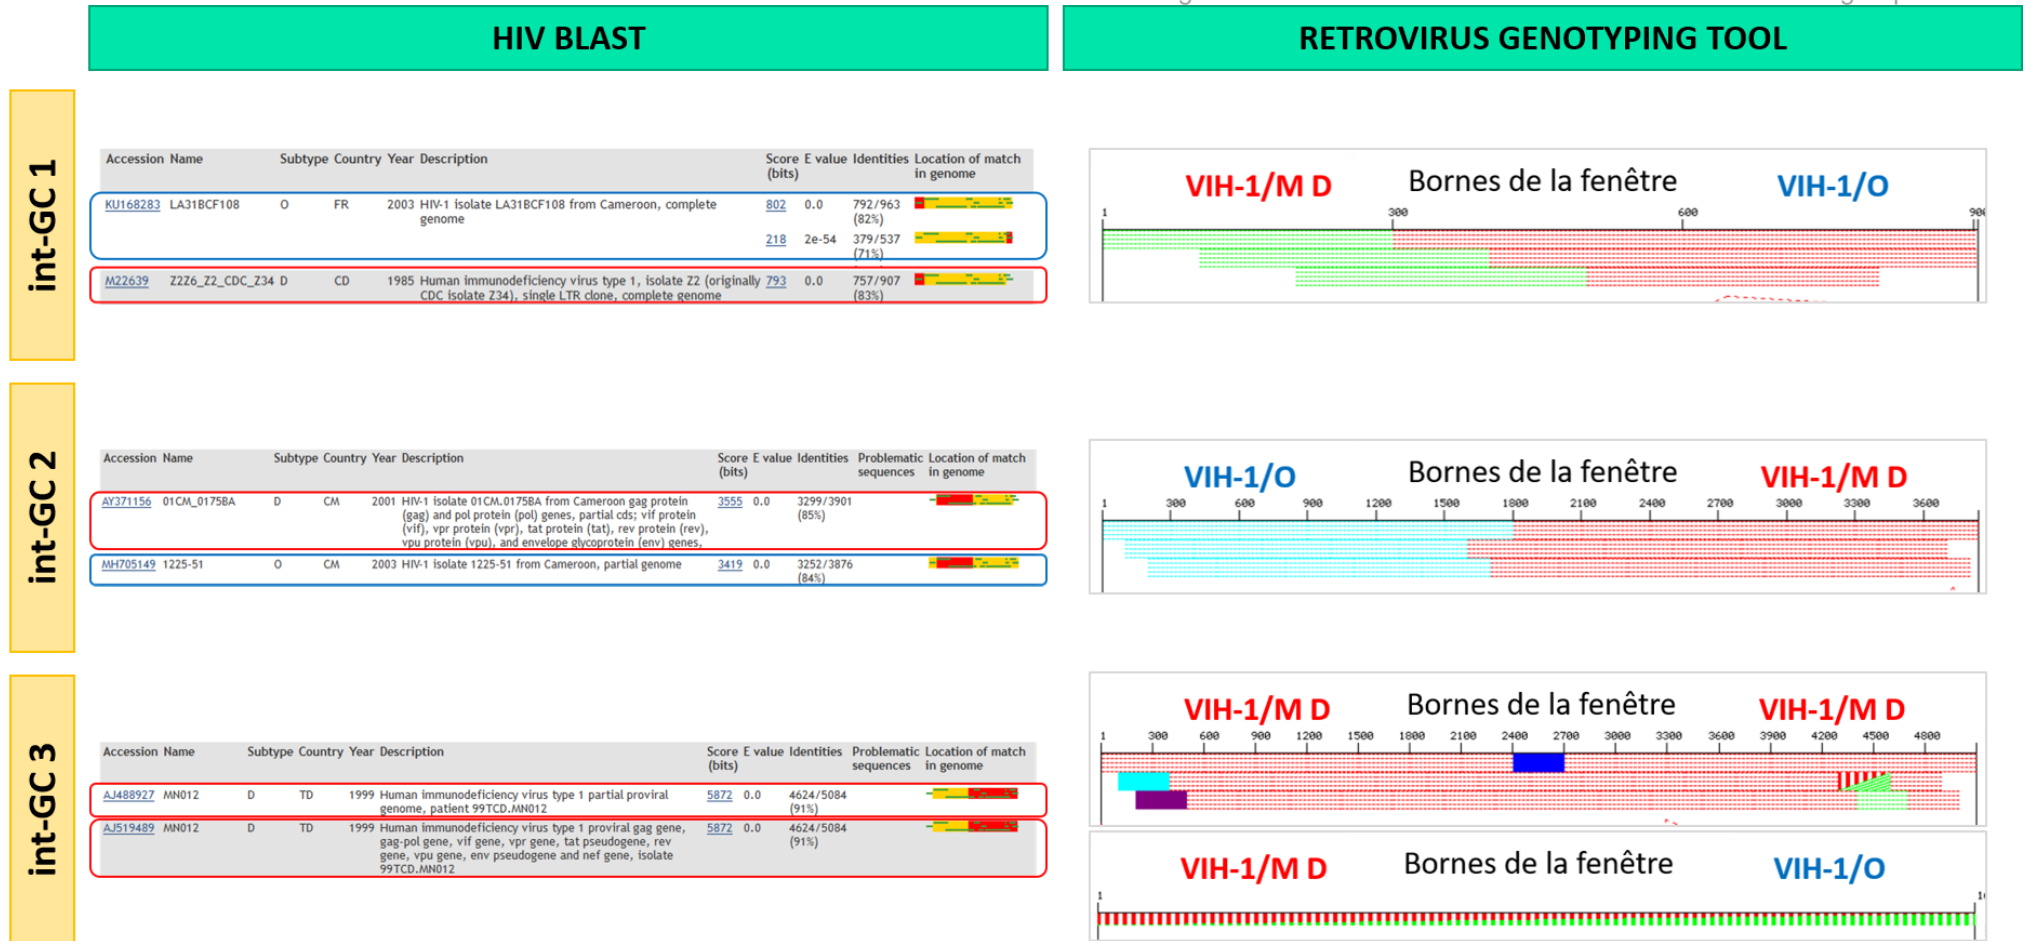 HIV BLAST
RETROVIRUS GENOTYPING TOOL
int-GC 1
Accession Name Subtype Country Year Description Score E value Identities Location of match
(bits) in genome
KU168283 LA31BCF108 O FR 2003 HIV-1 isolate LA31BCF108 from Cameroon, complete 802 0.0 792/963
genome (82%)
218 2e-54 379/537
(71%)
M22639 Z2Z6_Z2_CDC_Z34 D CD 1985 Human immunodeficiency virus type 1, isolate Z2 (originally 793 0.0 757/907
CDC isolate Z34), single LTR clone, complete genome (83%)
VIH-1/M D Bornes de la fenêtre VIH-1/O
1 300 600 900
int-GC 2
Accession Name Subtype Country Year Description Score E value Identities Problematic Location of match
(bits) sequences in genome
AY371156 01CM_0175BA D CM 2001 HIV-1 isolate 01CM.0175BA from Cameroon gag protein 3555 0.0 3299/3901
(gag) and pol protein (pol) genes, partial cds; vif protein (85%)
(vif), vpr protein (vpr), tat protein (tat), rev protein (rev),
vpu protein (vpu), and envelope glycoprotein (env) genes,
MH705149 1225-51 O CM 2003 HIV-1 isolate 1225-51 from Cameroon, partial genome 3419 0.0 3252/3876
(84%)
VIH-1/O Bornes de la fenêtre VIH-1/M D
1 300 600 900 1200 1500 1800 2100 2400 2700 3000 3300 3600
int-GC 3
Accession Name Subtype Country Year Description Score E value Identities Problematic Location of match
(bits) sequences in genome
AJ488927 MN012 D TD 1999 Human immunodeficiency virus type 1 partial proviral 5872 0.0 4624/5084
genome, patient 99TCD.MN012 (91%)
AJ519489 MN012 D TD 1999 Human immunodeficiency virus type 1 proviral gag gene, 5872 0.0 4624/5084
gag-pol gene, vif gene, vpr gene, tat pseudogene, rev (91%)
gene, vpu gene, env pseudogene and nef gene, isolate
99TCD.MN012
VIH-1/M D Bornes de la fenêtre VIH-1/M D
1 300 600 900 1200 1500 1800 2100 2400 2700 3000 3300 3600 3900 4200 4500 4800
VIH-1/M D Bornes de la fenêtre VIH-1/O
1